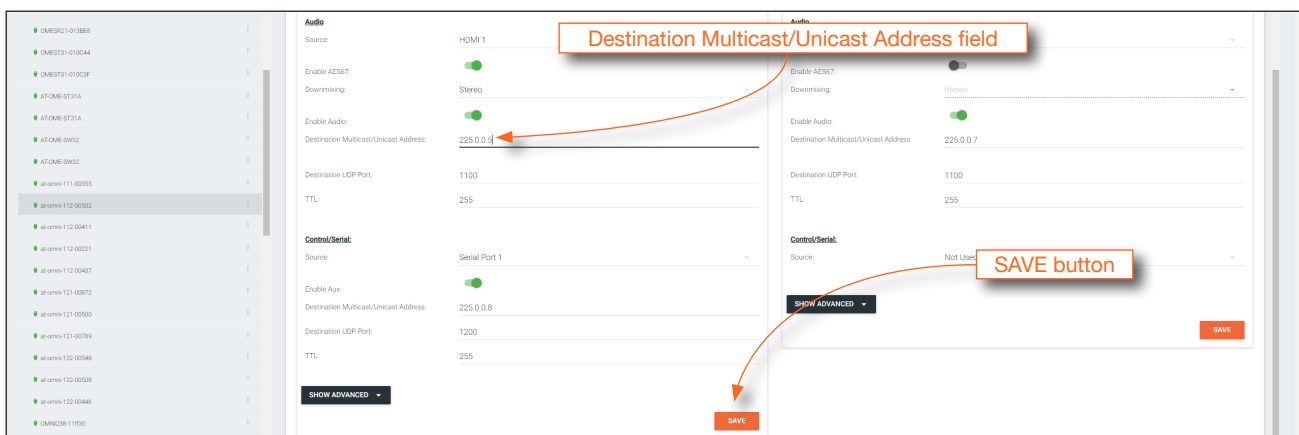 OMESR21-013BE8
OMEST31-010C44
OMEST31-010C3F
AT-OME-ST31A
AT-OME-ST31A
AT-OME-SW32
AT-OME-SW32
at-omni-111-00355
at-omni-112-00502
at-omni-112-00411
at-omni-112-00221
at-omni-112-00437
at-omni-121-00872
at-omni-121-00500
at-omni-121-00789
at-omni-122-00548
at-omni-122-00508
at-omni-122-00446
OMNI238-11ff30
Destination Multicast/Unicast Address field
Audio
Source: HDMI 1
Enable AES67:
Downmixing: Stereo
Enable Audio:
Destination Multicast/Unicast Address: 225.0.0.5
Destination UDP Port: 1100
TTL: 255
Control/Serial:
Source: Serial Port 1
Enable Aux:
Destination Multicast/Unicast Address: 225.0.0.8
Destination UDP Port: 1200
TTL: 255
SHOW ADVANCED
SAVE
Audio
Enable AES67:
Downmixing: Stereo
Enable Audio:
Destination Multicast/Unicast Address: 225.0.0.7
Destination UDP Port: 1100
TTL: 255
Control/Serial:
Source: Not Used
SAVE button
SHOW ADVANCED
SAVE